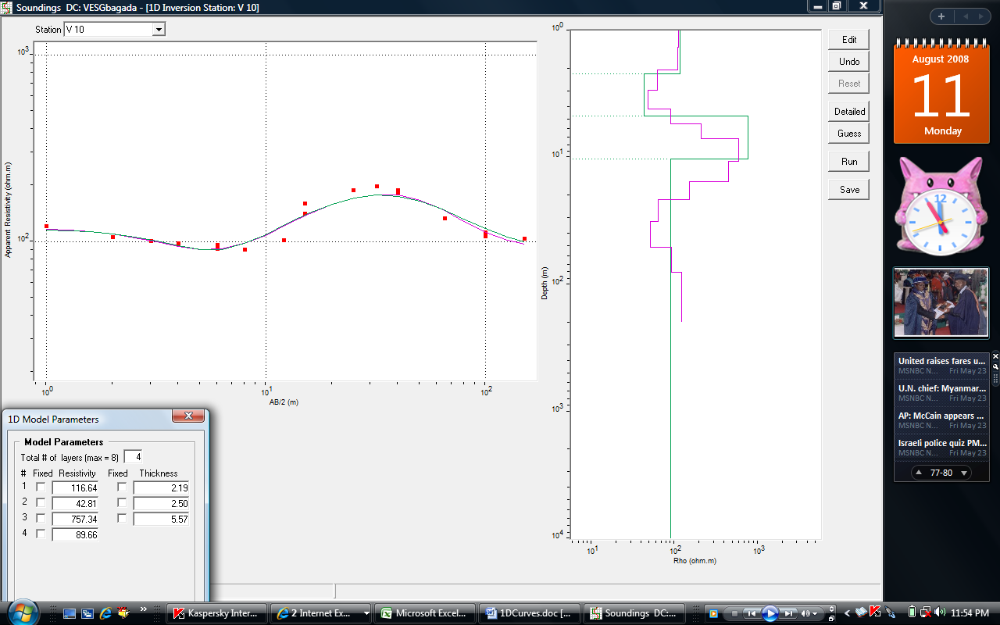 Soundings DC: VESGbagada - [1D Inversion Station: V 10]
Station V 10
10^3
10^2
Apparent Resistivity (ohm.m)
10^0 10^1 10^2
AB/2 (m)
10^0
10^1
10^2
10^3
10^4
Depth (m)
10^1 10^2 10^3
Rho (ohm.m)
Edit
Undo
Reset
Detailed
Guess
Run
Save
1D Model Parameters
Model Parameters
Total # of layers (max = 8) 4
# Fixed Resistivity Fixed Thickness
1 116.64 2.19
2 42.81 2.50
3 757.34 5.57
4 89.66
August 2008
11
Monday
12
United raises fares u...
MSNBC N... Fri May 23
U.N. chief: Myanmar...
MSNBC N... Fri May 23
AP: McCain appears ...
MSNBC N... Fri May 23
Israeli police quiz PM...
MSNBC N... Fri May 23
77-80
Kaspersky Inter...
2 Internet Ex...
Microsoft Excel...
1DCurves.doc [...
Soundings DC:...
11:54 PM